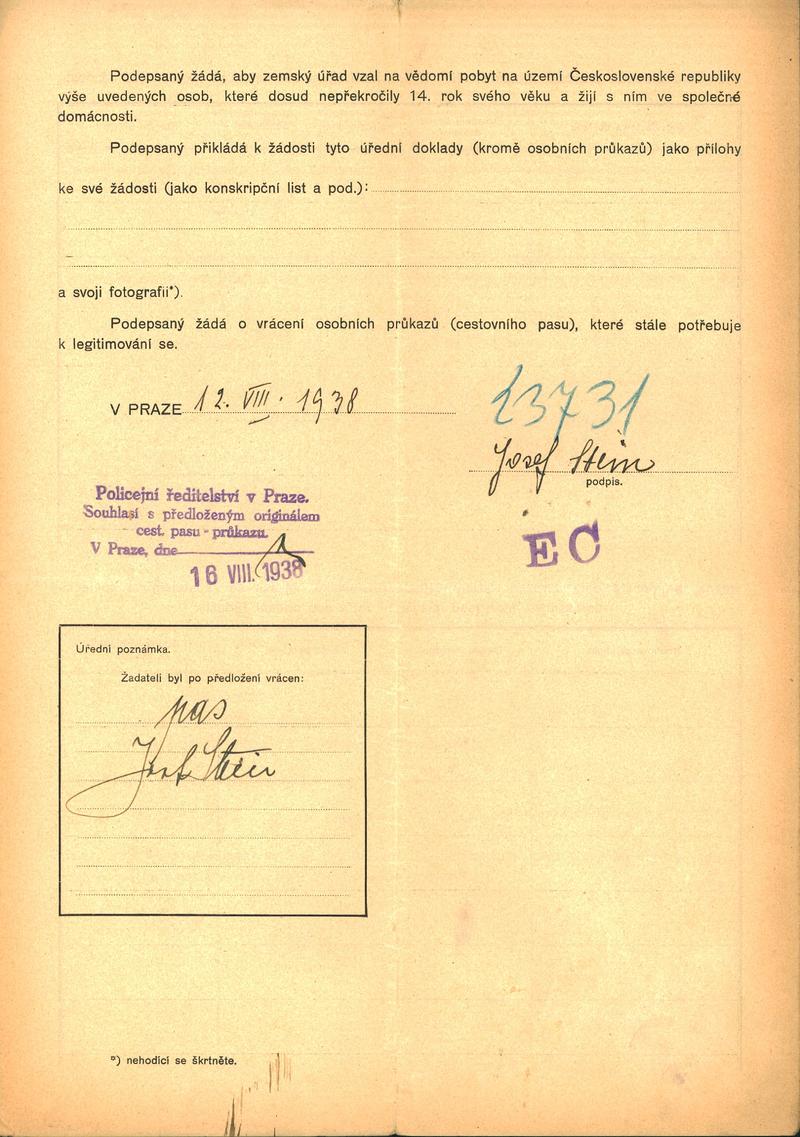 Podepsaný žádá, aby zemský úřad vzal na vědomí pobyt na území Československé republiky
výše uvedených osob, které dosud nepřekročily 14. rok svého věku a žijí s ním ve společné
domácnosti.
Podepsaný přikládá k žádosti tyto úřední doklady (kromě osobních průkazů) jako přílohy
ke své žádosti (jako konskripční list a pod.):
a svoji fotografii*).
Podepsaný žádá o vrácení osobních průkazů (cestovního pasu), které stále potřebuje
k legitimování se.
V PRAZE 12. VIII. 1938
23731
Josef Stein
podpis.
Policejní ředitelství v Praze.
Souhlasí s předloženým originálem
cest. pasu - průkazu.
V Praze, dne
16 VIII. 1938
EC
Úřední poznámka.
Žadateli byl po předložení vrácen:
pas
Josef Stein
*) nehodící se škrtněte.